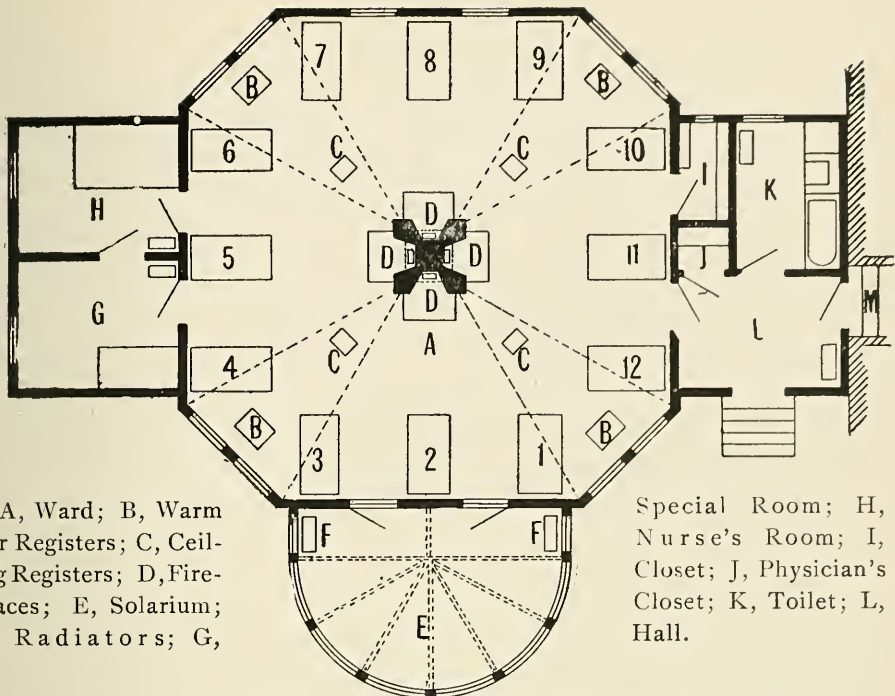 7 8 9
B B
6 C C 10
H I K
D
5 D D 11 J
D
G A L M
C C
4 12
B B
3 2 1
F F
E
A, Ward; B, Warm
r Registers; C, Ceil-
g Registers; D, Fire-
aces; E, Solarium;
Radiators; G,
Special Room; H,
Nurse's Room; I,
Closet; J, Physician's
Closet; K, Toilet; L,
Hall.